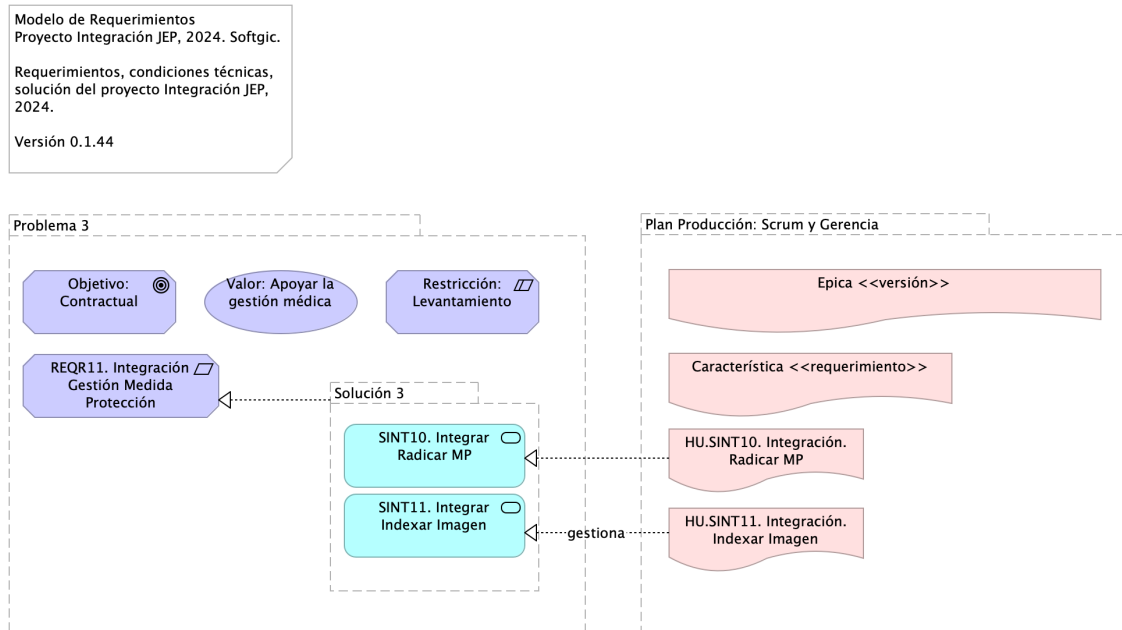 Modelo de Requerimientos
Proyecto Integración JEP, 2024. Softgic.
Requerimientos, condiciones técnicas,
solución del proyecto Integración JEP,
2024.
Versión 0.1.44
Problema 3
Objetivo:
Contractual
Valor: Apoyar la
gestión médica
Restricción:
Levantamiento
REQR11. Integración
Gestión Medida
Protección
Solución 3
SINT10. Integrar
Radicar MP
SINT11. Integrar
Indexar Imagen
gestiona
Plan Producción: Scrum y Gerencia
Epica <<versión>>
Característica <<requerimiento>>
HU.SINT10. Integración.
Radicar MP
HU.SINT11. Integración.
Indexar Imagen